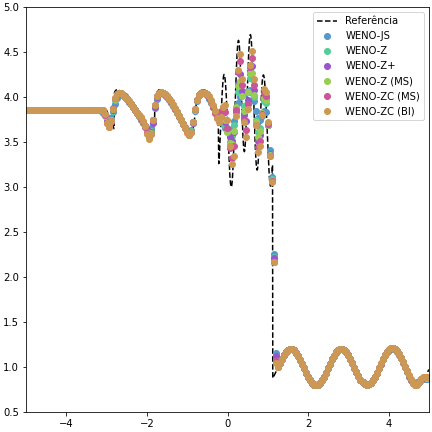 5.0
4.5
4.0
3.5
3.0
2.5
2.0
1.5
1.0
0.5
−4
−2
0
2
4
Referência
WENO-JS
WENO-Z
WENO-Z+
WENO-Z (MS)
WENO-ZC (MS)
WENO-ZC (BI)